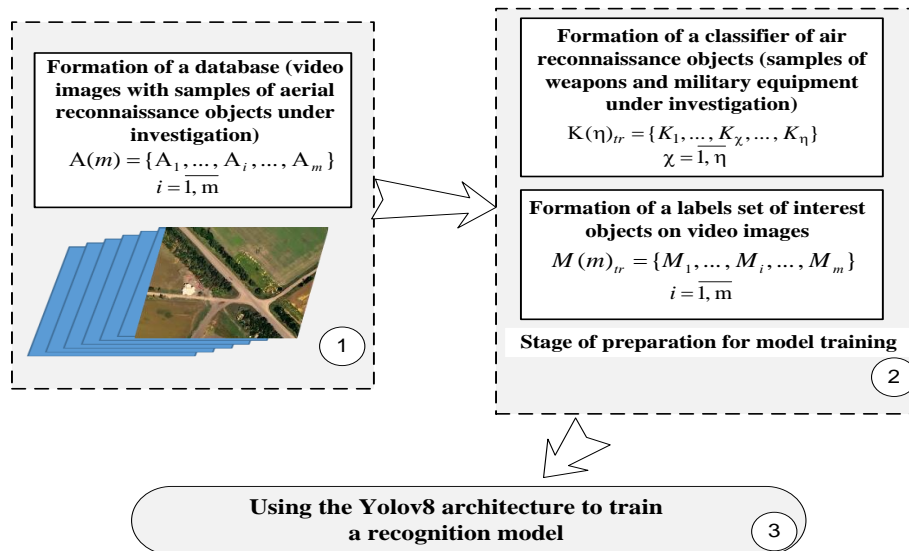 Formation of a database (video
images with samples of aerial
reconnaissance objects under
investigation)
A(m) = {A₁, ..., Aᵢ, ..., Aₘ}
i = 1, m
1
Formation of a classifier of air
reconnaissance objects (samples of
weapons and military equipment
under investigation)
K(η)ₜᵣ = {K₁, ..., Kᵪ, ..., K_η}
χ = 1, η
Formation of a labels set of interest
objects on video images
M(m)ₜᵣ = {M₁, ..., Mᵢ, ..., Mₘ}
i = 1, m
Stage of preparation for model training
2
Using the Yolov8 architecture to train
a recognition model
3